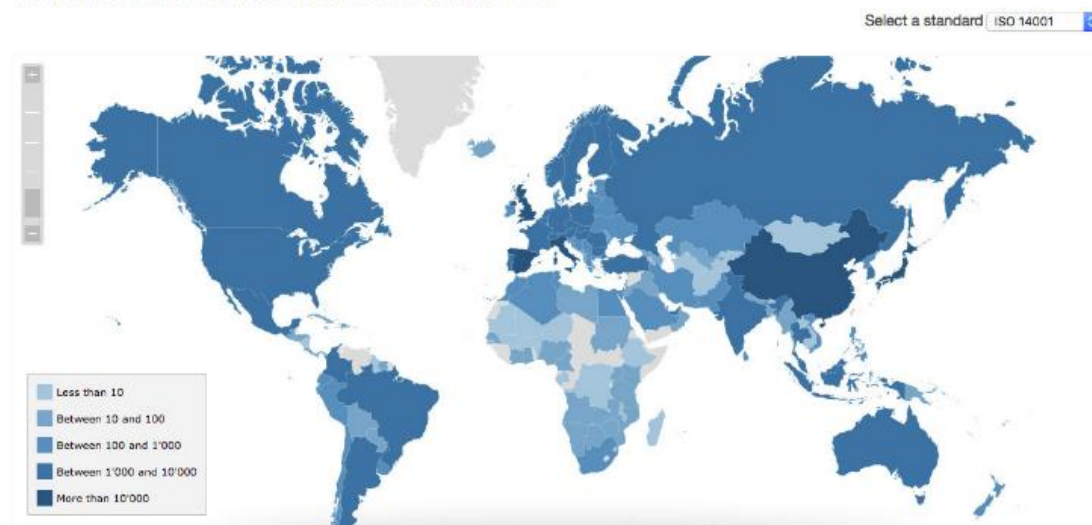 Select a standard ISO 14001
Less than 10
Between 10 and 100
Between 100 and 1'000
Between 1'000 and 10'000
More than 10'000